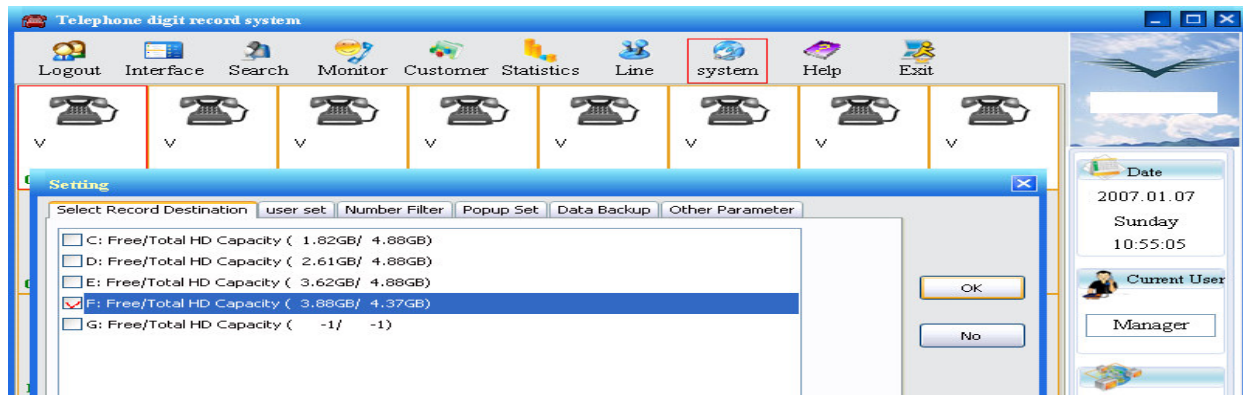 Telephone digit record system
Logout Interface Search Monitor Customer Statistics Line system Help Exit
V V V V V V V V
Setting
Select Record Destination user set Number Filter Popup Set Data Backup Other Parameter
C: Free/Total HD Capacity ( 1.82GB/ 4.88GB)
D: Free/Total HD Capacity ( 2.61GB/ 4.88GB)
E: Free/Total HD Capacity ( 3.62GB/ 4.88GB)
F: Free/Total HD Capacity ( 3.88GB/ 4.37GB)
G: Free/Total HD Capacity ( -1/ -1)
OK
No
Date
2007.01.07
Sunday
10:55:05
Current User
Manager